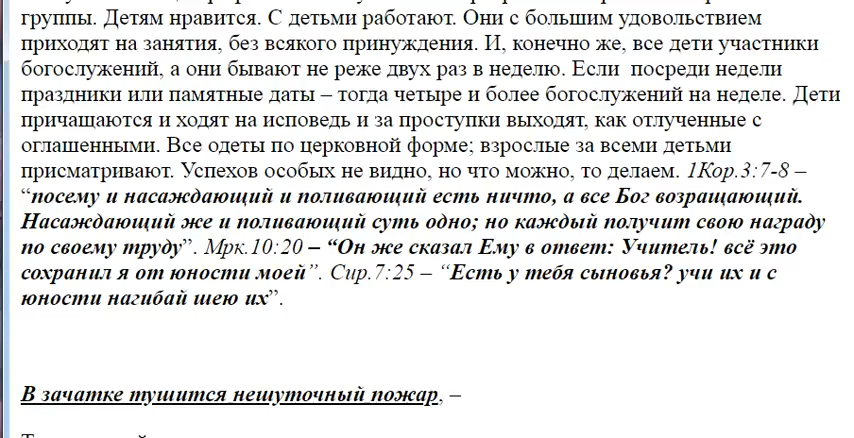 группы. Детям нравится. С детьми работают. Они с большим удовольствием
приходят на занятия, без всякого принуждения. И, конечно же, все дети участники
богослужений, а они бывают не реже двух раз в неделю. Если  посреди недели
праздники или памятные даты – тогда четыре и более богослужений на неделе. Дети
причащаются и ходят на исповедь и за проступки выходят, как отлученные с
оглашенными. Все одеты по церковной форме; взрослые за всеми детьми
присматривают. Успехов особых не видно, но что можно, то делаем. 1Кор.3:7-8 –
“посему и насаждающий и поливающий есть ничто, а все Бог возращающий.
Насаждающий же и поливающий суть одно; но каждый получит свою награду
по своему труду”. Мрк.10:20 – “Он же сказал Ему в ответ: Учитель! всё это
сохранил я от юности моей”. Сир.7:25 – “Есть у тебя сыновья? учи их и с
юности нагибай шею их”.
В зачатке тушится нешуточный пожар, –